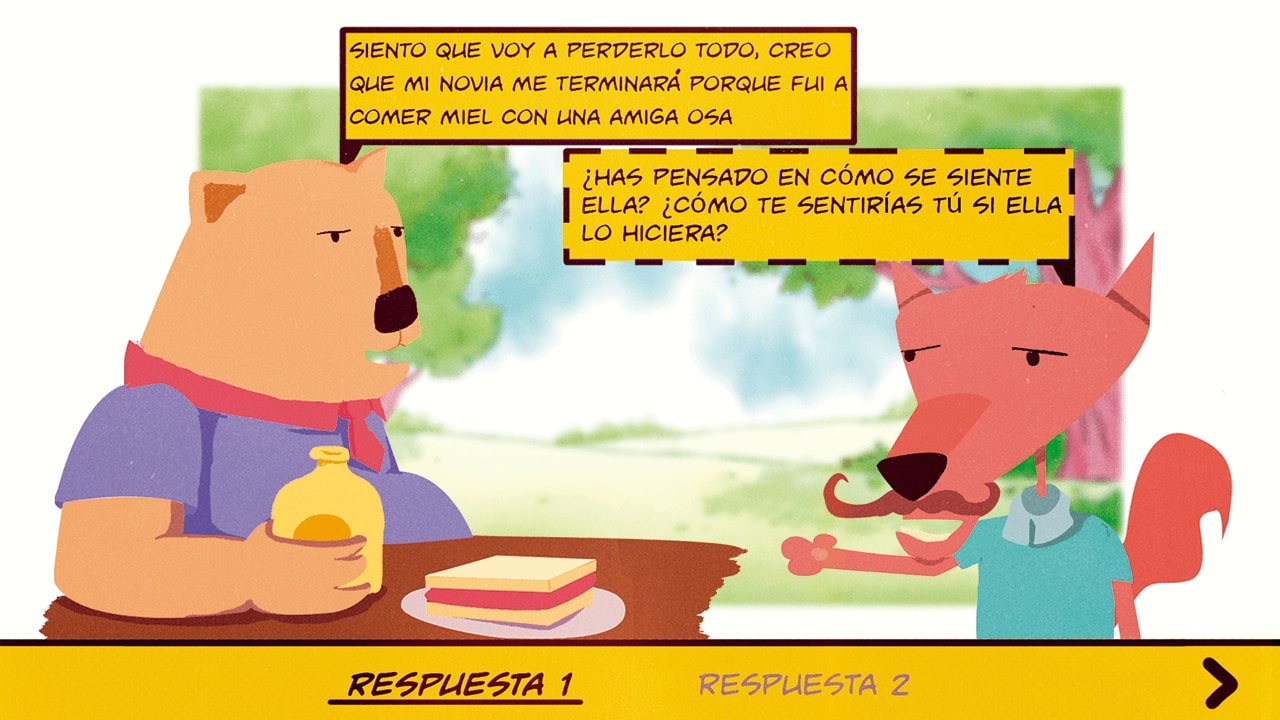 SIENTO QUE VOY A PERDERLO TODO, CREO
QUE MI NOVIA ME TERMINARÁ PORQUE FUI A
COMER MIEL CON UNA AMIGA OSA
¿HAS PENSADO EN CÓMO SE SIENTE
ELLA? ¿CÓMO TE SENTIRÍAS TÚ SI ELLA
LO HICIERA?
RESPUESTA 1
RESPUESTA 2